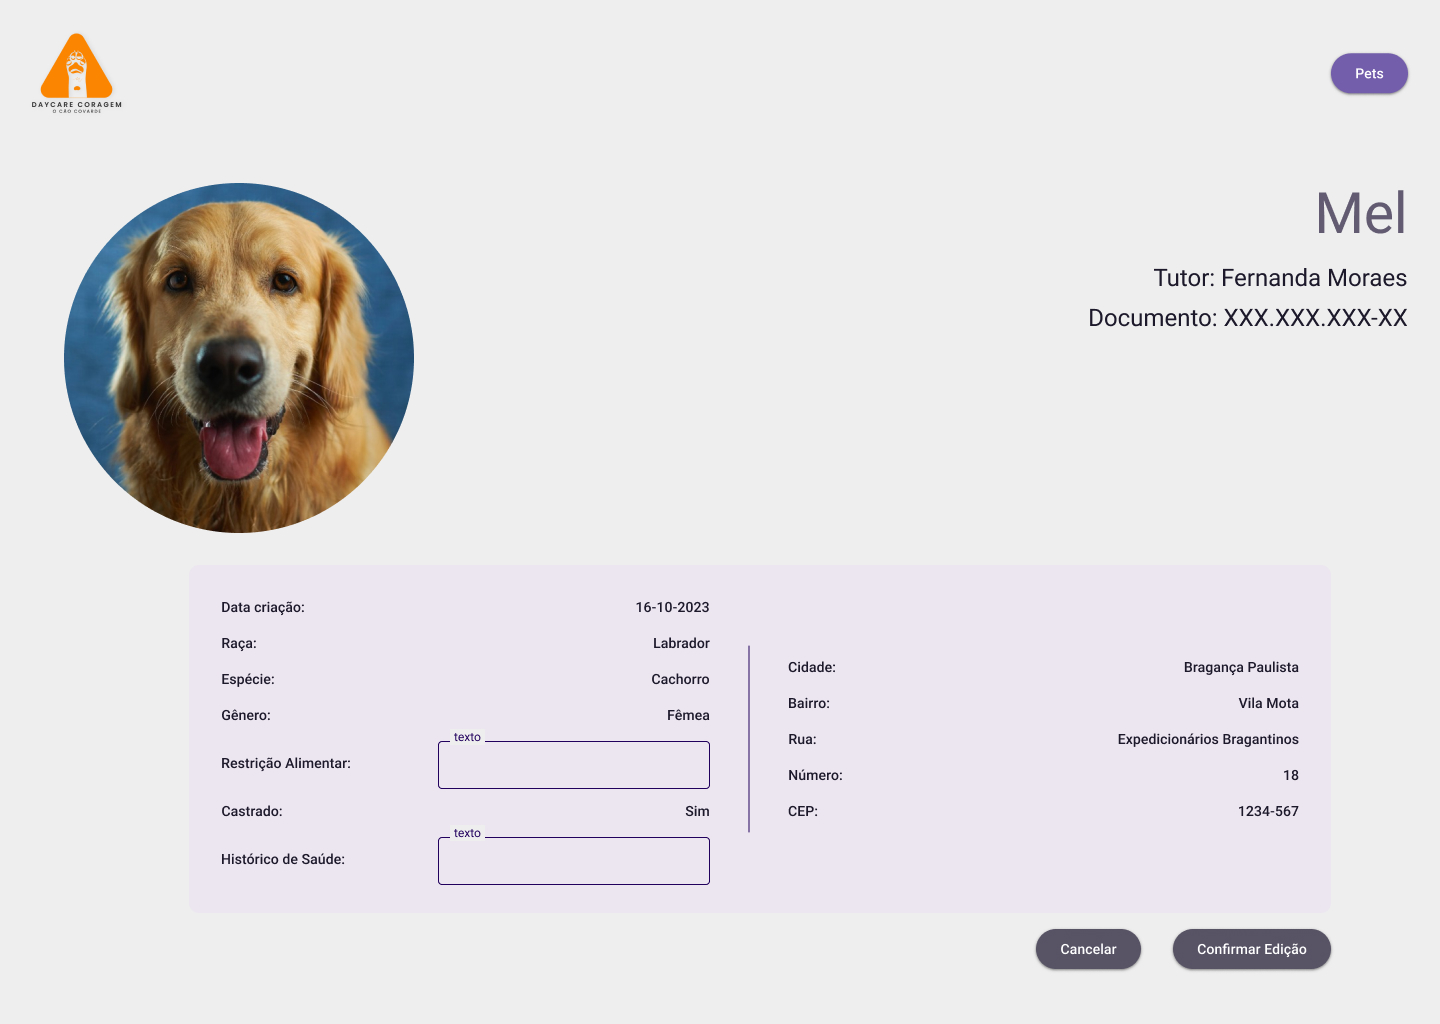 DAYCARE CORAGEM
O CÃO COVARDE
Pets
Mel
Tutor: Fernanda Moraes
Documento: XXX.XXX.XXX-XX
Data criação: 16-10-2023
Raça: Labrador
Espécie: Cachorro
Gênero: Fêmea
Restrição Alimentar: texto
Castrado: Sim
Histórico de Saúde: texto
Cidade: Bragança Paulista
Bairro: Vila Mota
Rua: Expedicionários Bragantinos
Número: 18
CEP: 1234-567
Cancelar
Confirmar Edição